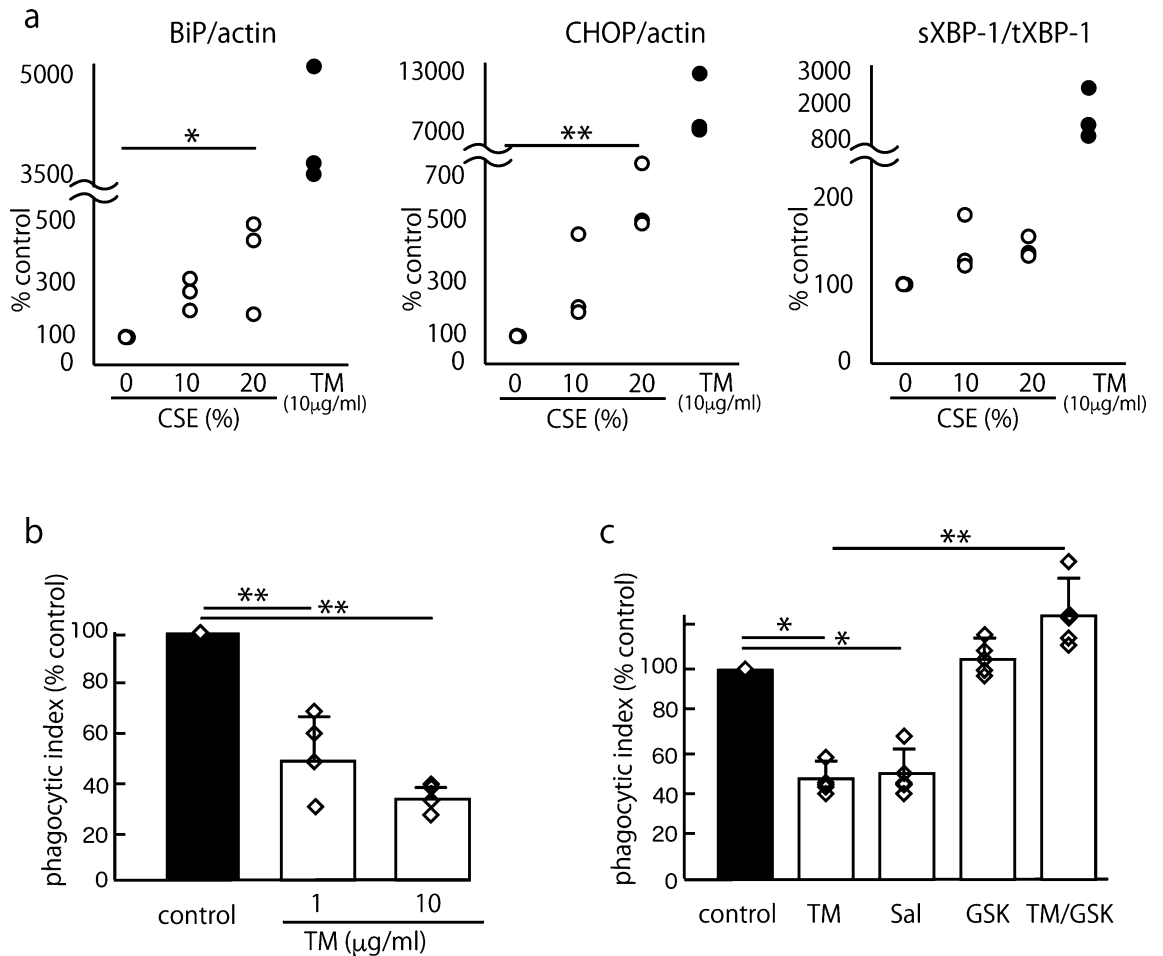 a
BiP/actin
CHOP/actin
sXBP-1/tXBP-1
% control
5000
3500
500
300
100
0
*
0 10 20 TM
(10μg/ml)
CSE (%)
% control
13000
7000
700
500
300
100
0
**
0 10 20 TM
(10μg/ml)
CSE (%)
% control
3000
2000
800
200
100
0
0 10 20 TM
(10μg/ml)
CSE (%)
b
phagocytic index (% control)
100
80
60
40
20
0
**
**
control
1 10
TM (μg/ml)
c
phagocytic index (% control)
100
80
60
40
20
0
**
*
*
control TM Sal GSK TM/GSK